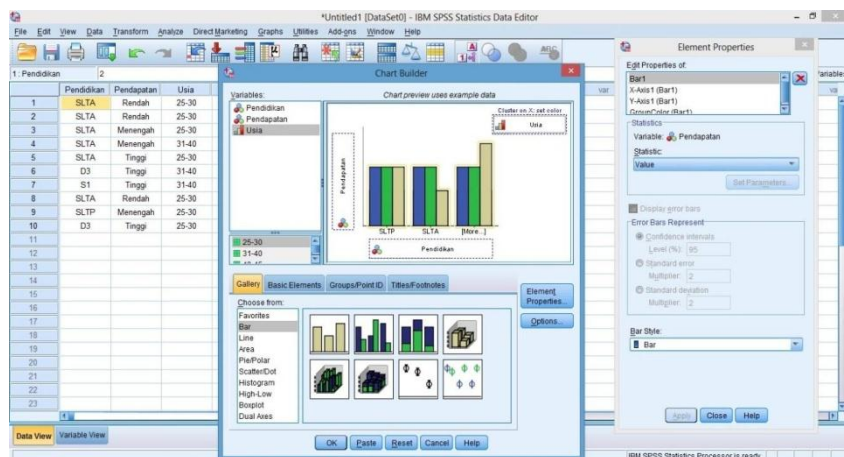 *Untitled1 [DataSet0] - IBM SPSS Statistics Data Editor
File Edit View Data Transform Analyze Direct Marketing Graphs Utilities Add-ons Window Help
1 : Pendidikan 2
Pendidikan Pendapatan Usia
1 SLTA Rendah 25-30
2 SLTA Rendah 25-30
3 SLTA Menengah 25-30
4 SLTA Menengah 31-40
5 SLTA Tinggi 25-30
6 D3 Tinggi 31-40
7 S1 Tinggi 31-40
8 SLTA Rendah 25-30
9 SLTP Menengah 25-30
10 D3 Tinggi 25-30
11
12
13
14
15
16
17
18
19
20
21
22
23
Data View Variable View
Chart Builder
Variables: Chart preview uses example data
Pendidikan
Pendapatan
Usia
Cluster on X: set color
Usia
Pendapatan
SLTP SLTA [More...]
Pendidikan
25-30
31-40
Gallery Basic Elements Groups/Point ID Titles/Footnotes
Choose from:
Favorites
Bar
Line
Area
Pie/Polar
Scatter/Dot
Histogram
High-Low
Boxplot
Dual Axes
Element Properties...
Options...
OK Paste Reset Cancel Help
var
Element Properties
Edit Properties of:
Bar1
X-Axis1 (Bar1)
Y-Axis1 (Bar1)
GroupColor (Bar1)
Statistics
Variable: Pendapatan
Statistic:
Value
Set Parameters...
Display error bars
Error Bars Represent
Confidence intervals
Level (%): 95
Standard error
Multiplier: 2
Standard deviation
Multiplier: 2
Bar Style:
Bar
Apply Close Help
Variables
va
IBM SPSS Statistics Processor is ready